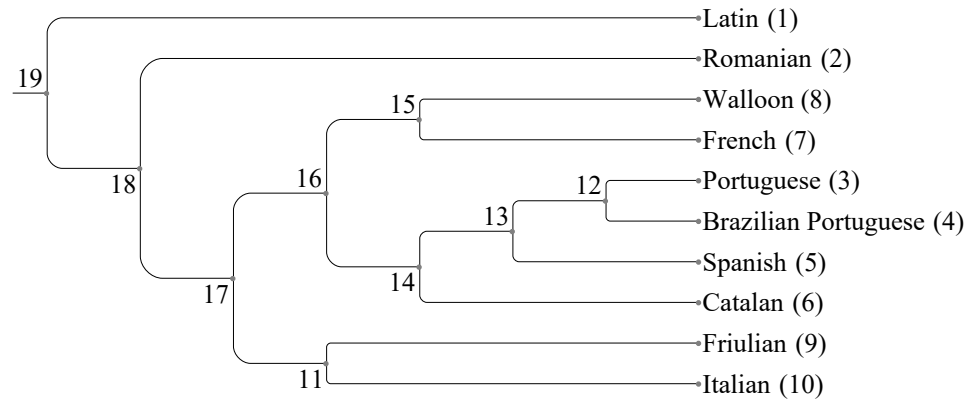 Latin (1)
Romanian (2)
19
Walloon (8)
15
French (7)
18
16
12
Portuguese (3)
13
Brazilian Portuguese (4)
Spanish (5)
14
17
Catalan (6)
Friulian (9)
11
Italian (10)